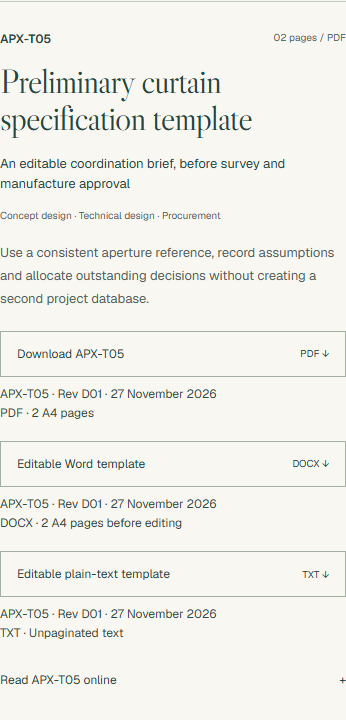 APX-T05
02 pages / PDF
Preliminary curtain
specification template
An editable coordination brief, before survey and
manufacture approval
Concept design · Technical design · Procurement
Use a consistent aperture reference, record assumptions
and allocate outstanding decisions without creating a
second project database.
Download APX-T05
PDF ↓
APX-T05 · Rev D01 · 27 November 2026
PDF · 2 A4 pages
Editable Word template
DOCX ↓
APX-T05 · Rev D01 · 27 November 2026
DOCX · 2 A4 pages before editing
Editable plain-text template
TXT ↓
APX-T05 · Rev D01 · 27 November 2026
TXT · Unpaginated text
Read APX-T05 online
+